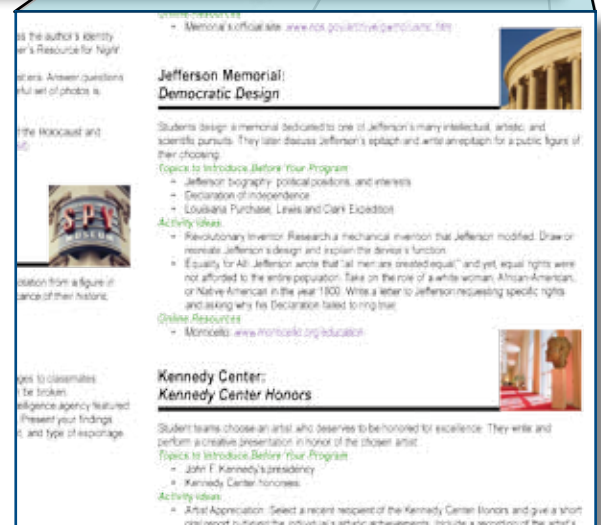 as the author's identity
er's Resource for Night
stions. Answer questions
ful set of photos is
f the Holocaust and
SPY
MUSEUM
otation from a figure in
cance of their historic
ges to classmates
be broken.
elligence agency featured
Present your findings
and type of espionage
Online Resources
- Memorial's official site:
Jefferson Memorial:
Democratic Design
Students design a memorial dedicated to one of Jefferson's many intellectual, artistic, and
scientific pursuits. They later discuss Jefferson's epitaph and write an epitaph for a public figure of
their choosing.
Topics to Introduce Before Your Program
- Jefferson biography: political positions, and interests
- Declaration of Independence
- Louisiana Purchase, Lewis and Clark Expedition
Activity Ideas
- Revolutionary Inventor: Research a mechanical invention that Jefferson modified. Draw or
recreate Jefferson's design and explain the device's function.
- Equality for All: Jefferson wrote that "all men are created equal," and yet, equal rights were
not afforded to the entire population. Take on the role of a white woman, African-American,
or Native-American in the year 1800. Write a letter to Jefferson requesting specific rights
and asking why his Declaration failed to ring true.
Online Resources
- Monticello: www.monticello.org/education
Kennedy Center:
Kennedy Center Honors
Student teams choose an artist who deserves to be honored for excellence. They write and
perform a creative presentation in honor of the chosen artist.
Topics to Introduce Before Your Program
- John F. Kennedy's presidency
- Kennedy Center honorees
Activity Ideas
- Artist Appreciation: Select a recent recipient of the Kennedy Center Honors and give a short
oral report outlining the individual's artistic achievements. Include a recording of the artist's